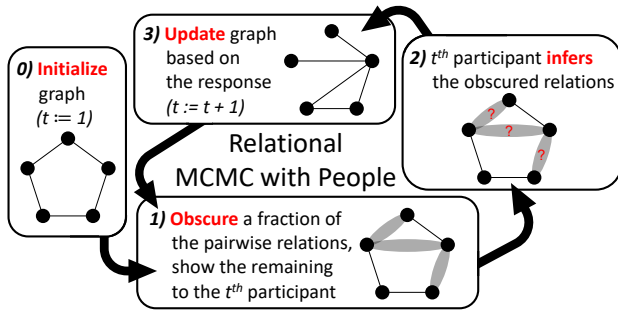 0) Initialize
graph
(t := 1)
3) Update graph
based on
the response
(t := t + 1)
2) tth participant infers
the obscured relations
?
?
?
Relational
MCMC with People
1) Obscure a fraction of
the pairwise relations,
show the remaining
to the tth participant